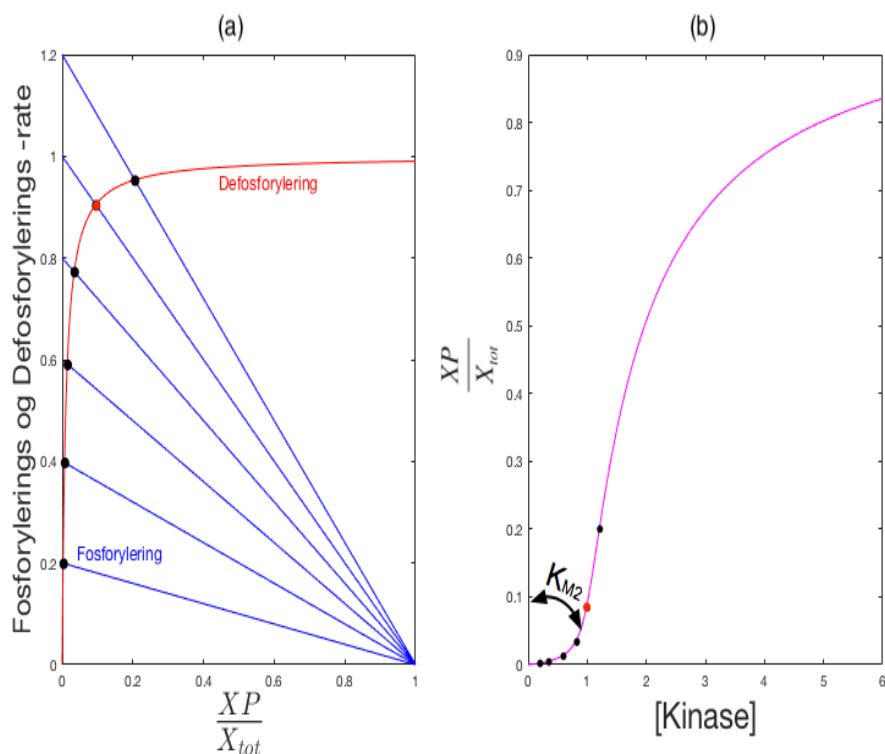 (a)
Fosforylerings og Defosforylerings -rate
1.2
1
0.8
0.6
0.4
0.2
0
Defosforylering
Fosforylering
0 0.2 0.4 0.6 0.8 1
XP
X_tot
(b)
XP
X_tot
0.9
0.8
0.7
0.6
0.5
0.4
0.3
0.2
0.1
0
K_M2
0 1 2 3 4 5 6
[Kinase]